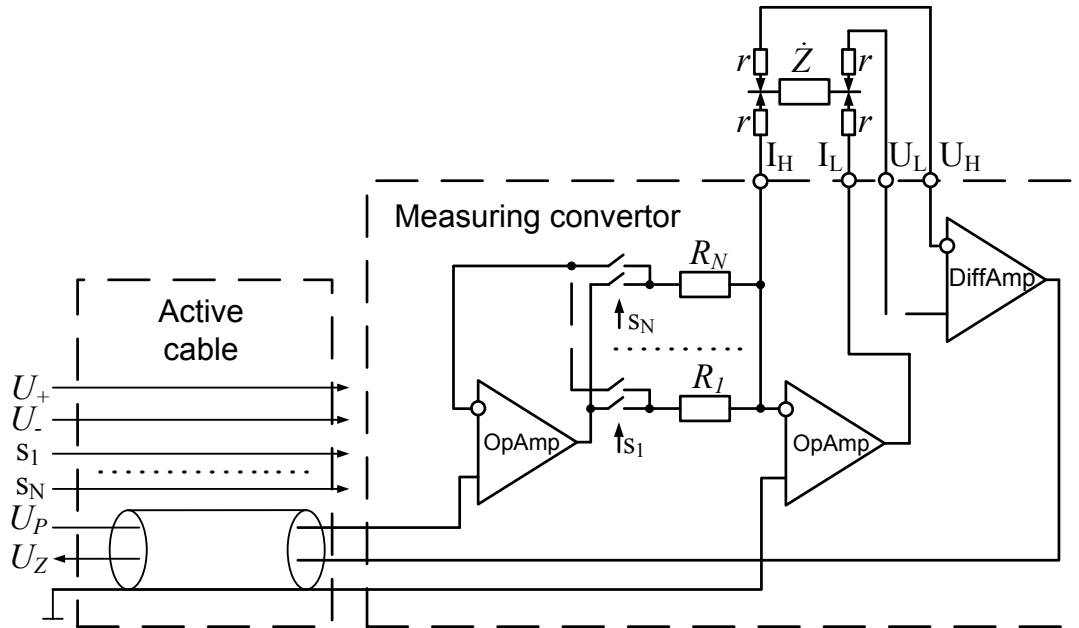 r
Ż
r
r
r
I_H
I_L
U_L
U_H
Measuring convertor
R_N
DiffAmp
Active
cable
s_N
U_+
R_1
U_-
OpAmp
OpAmp
s_1
s_1
s_N
U_P
U_Z